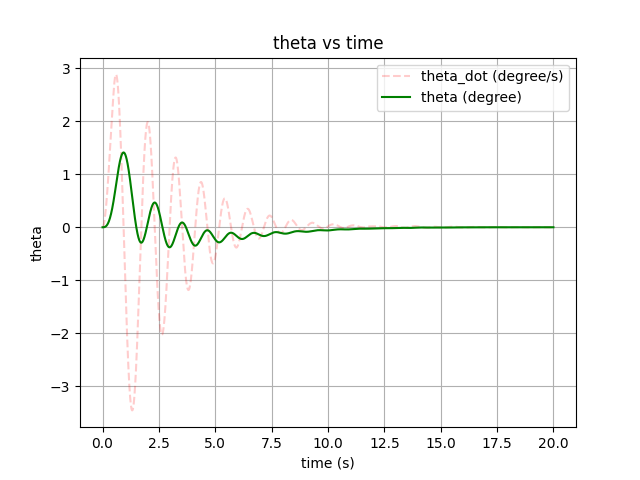 theta vs time
theta_dot (degree/s)
theta (degree)
3
2
1
0
−1
−2
−3
theta
0.0 2.5 5.0 7.5 10.0 12.5 15.0 17.5 20.0
time (s)